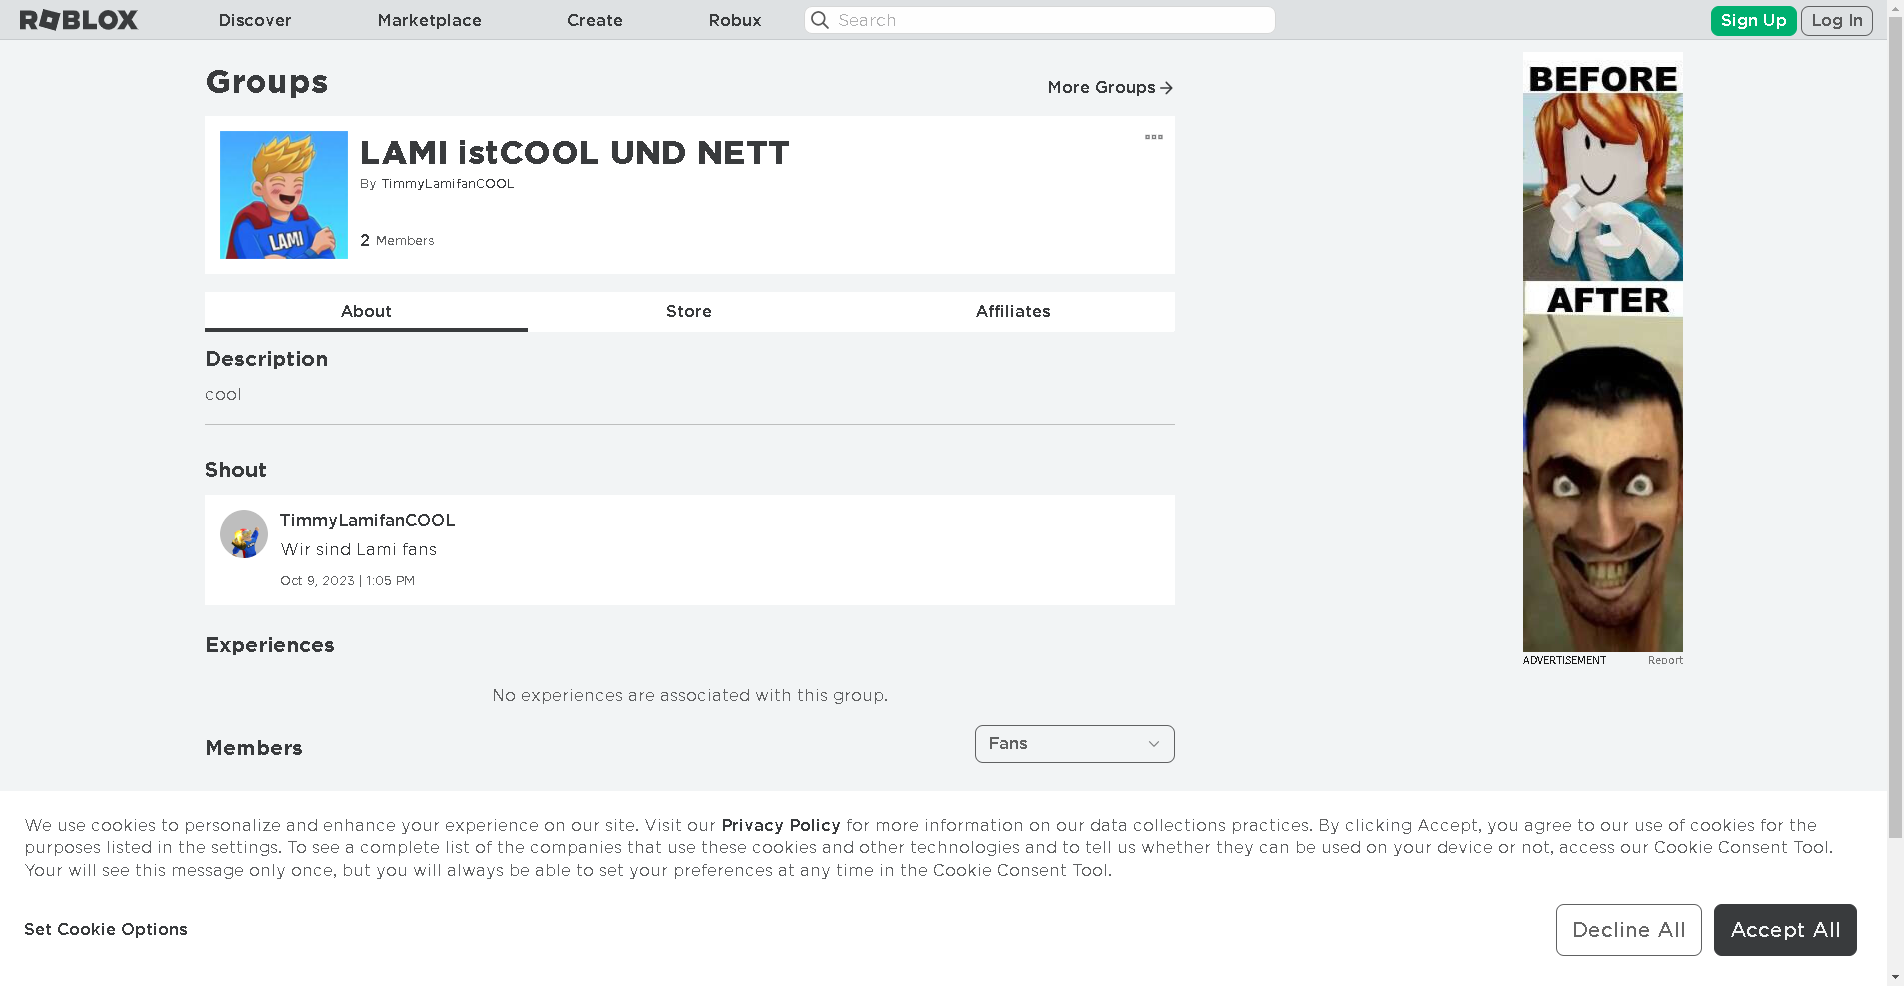 ROBLOX
Discover
Marketplace
Create
Robux
Search
Sign Up
Log In
Groups
More Groups
LAMI
LAMI istCOOL UND NETT
By TimmyLamifanCOOL
2 Members
About
Store
Affiliates
Description
cool
Shout
TimmyLamifanCOOL
Wir sind Lami fans
Oct 9, 2023 | 1:05 PM
Experiences
No experiences are associated with this group.
Members
Fans
BEFORE
AFTER
ADVERTISEMENT
Report
We use cookies to personalize and enhance your experience on our site. Visit our Privacy Policy for more information on our data collections practices. By clicking Accept, you agree to our use of cookies for the
purposes listed in the settings. To see a complete list of the companies that use these cookies and other technologies and to tell us whether they can be used on your device or not, access our Cookie Consent Tool.
Your will see this message only once, but you will always be able to set your preferences at any time in the Cookie Consent Tool.
Set Cookie Options
Decline All
Accept All